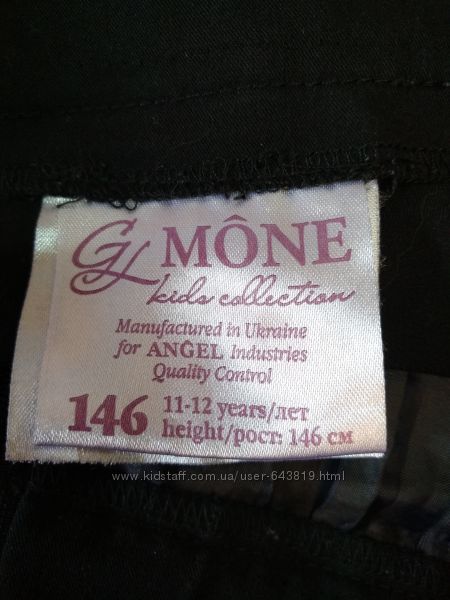 GL MÔNE
kids collection
Manufactured in Ukraine
for ANGEL Industries
Quality Control
146 11-12 years/лет
height/рост: 146 см
www.kidstaff.com.ua/user-643819.html